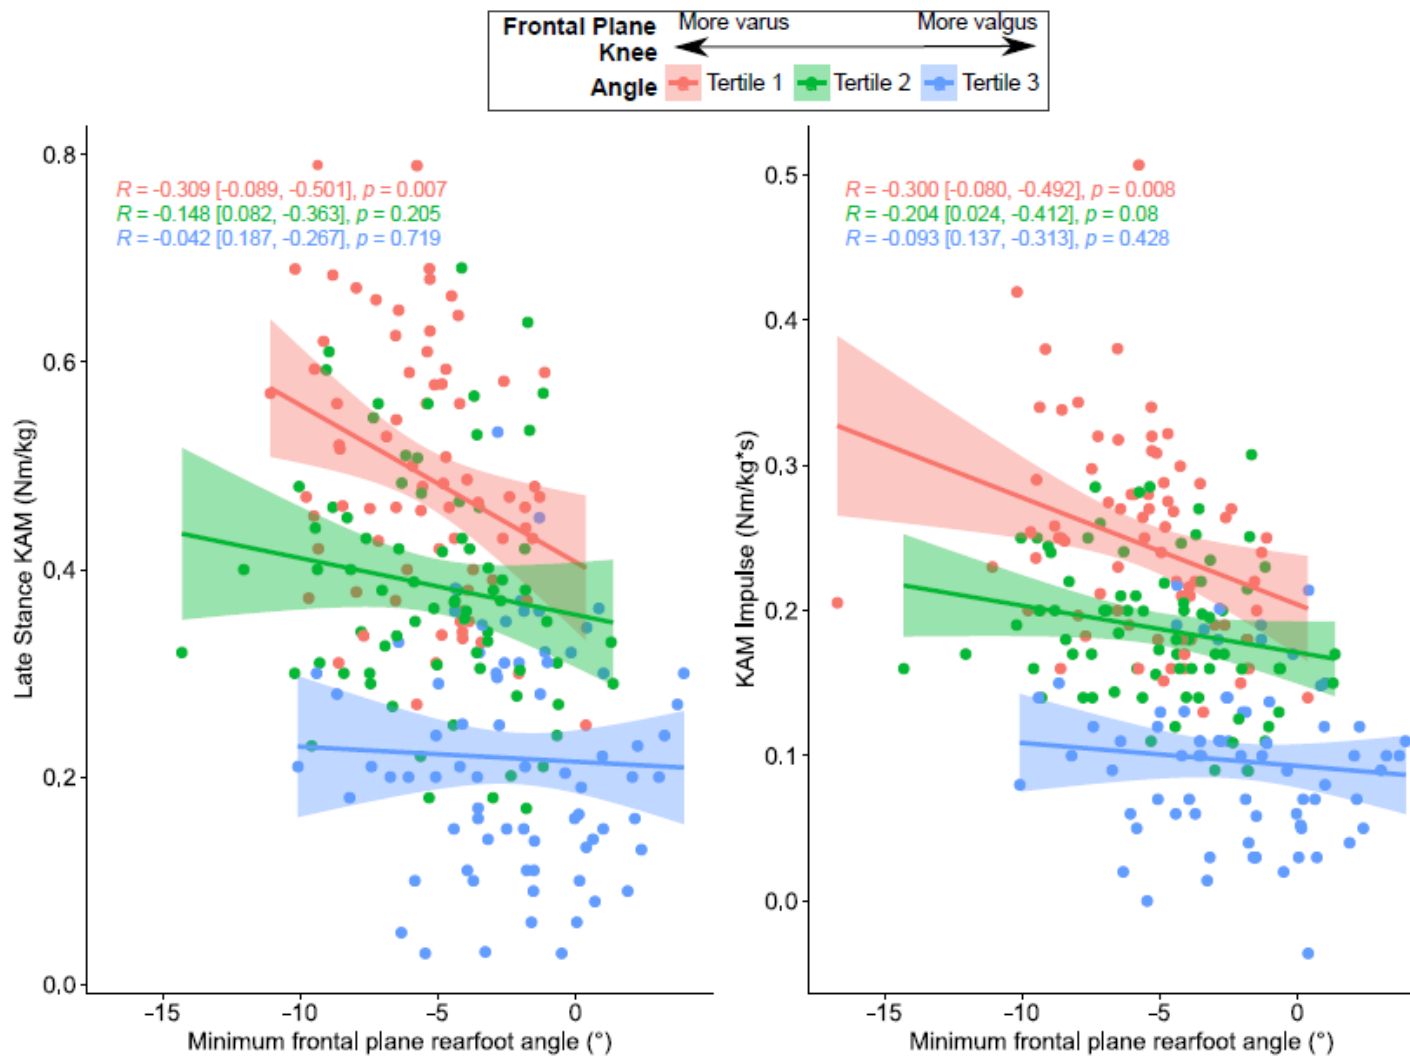 Frontal Plane Knee Angle
More varus More valgus
Tertile 1 Tertile 2 Tertile 3
R = -0.309 [-0.089, -0.501], p = 0.007
R = -0.148 [0.082, -0.363], p = 0.205
R = -0.042 [0.187, -0.267], p = 0.719
Late Stance KAM (Nm/kg)
0.8
0.6
0.4
0.2
0.0
−15 −10 −5 0
Minimum frontal plane rearfoot angle (°)
R = -0.300 [-0.080, -0.492], p = 0.008
R = -0.204 [0.024, -0.412], p = 0.08
R = -0.093 [0.137, -0.313], p = 0.428
KAM Impulse (Nm/kg*s)
0.5
0.4
0.3
0.2
0.1
0.0
−15 −10 −5 0
Minimum frontal plane rearfoot angle (°)